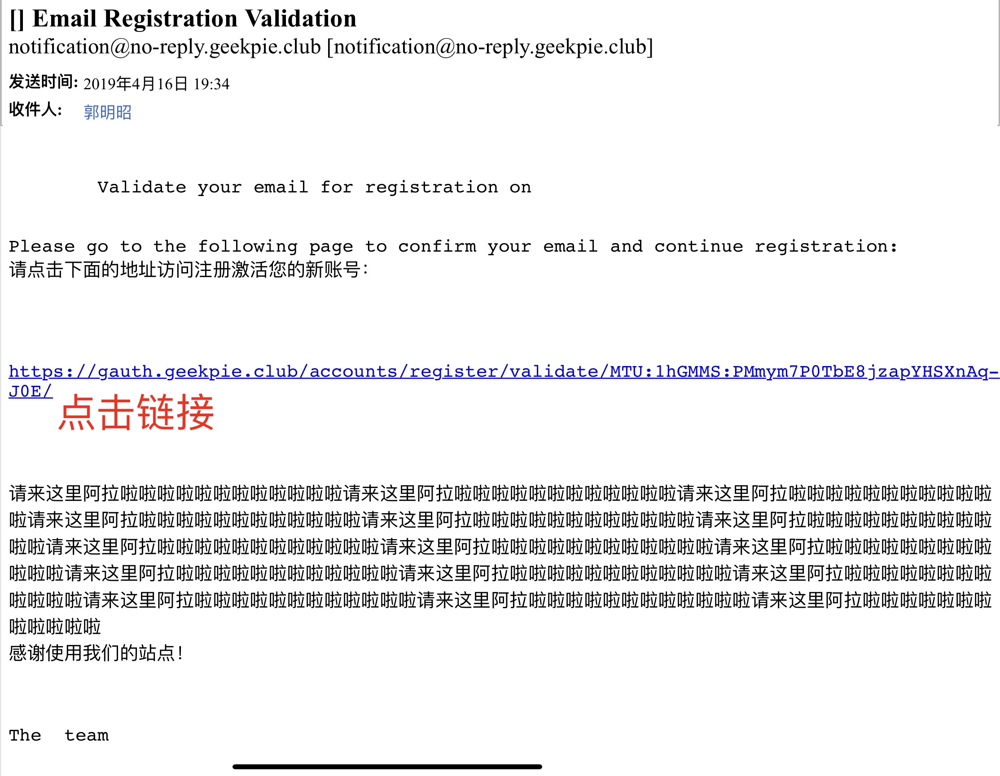 [] Email Registration Validation
notification@no-reply.geekpie.club [notification@no-reply.geekpie.club]
发送时间: 2019年4月16日 19:34
收件人: 郭明昭
Validate your email for registration on
Please go to the following page to confirm your email and continue registration:
请点击下面的地址访问注册激活您的新账号：
https://gauth.geekpie.club/accounts/register/validate/MTU:1hGMMS:PMmym7P0TbE8jzapYHSXnAq-
J0E/
点击链接
请来这里阿拉啦啦啦啦啦啦啦啦啦啦啦啦请来这里阿拉啦啦啦啦啦啦啦啦啦啦啦啦请来这里阿拉啦啦啦啦啦啦啦啦啦啦啦
啦请来这里阿拉啦啦啦啦啦啦啦啦啦啦啦啦请来这里阿拉啦啦啦啦啦啦啦啦啦啦啦啦请来这里阿拉啦啦啦啦啦啦啦啦啦啦
啦啦请来这里阿拉啦啦啦啦啦啦啦啦啦啦啦啦请来这里阿拉啦啦啦啦啦啦啦啦啦啦啦啦请来这里阿拉啦啦啦啦啦啦啦啦啦
啦啦啦请来这里阿拉啦啦啦啦啦啦啦啦啦啦啦啦请来这里阿拉啦啦啦啦啦啦啦啦啦啦啦啦请来这里阿拉啦啦啦啦啦啦啦啦
啦啦啦啦请来这里阿拉啦啦啦啦啦啦啦啦啦啦啦啦请来这里阿拉啦啦啦啦啦啦啦啦啦啦啦啦请来这里阿拉啦啦啦啦啦啦啦
啦啦啦啦啦
感谢使用我们的站点！
The team